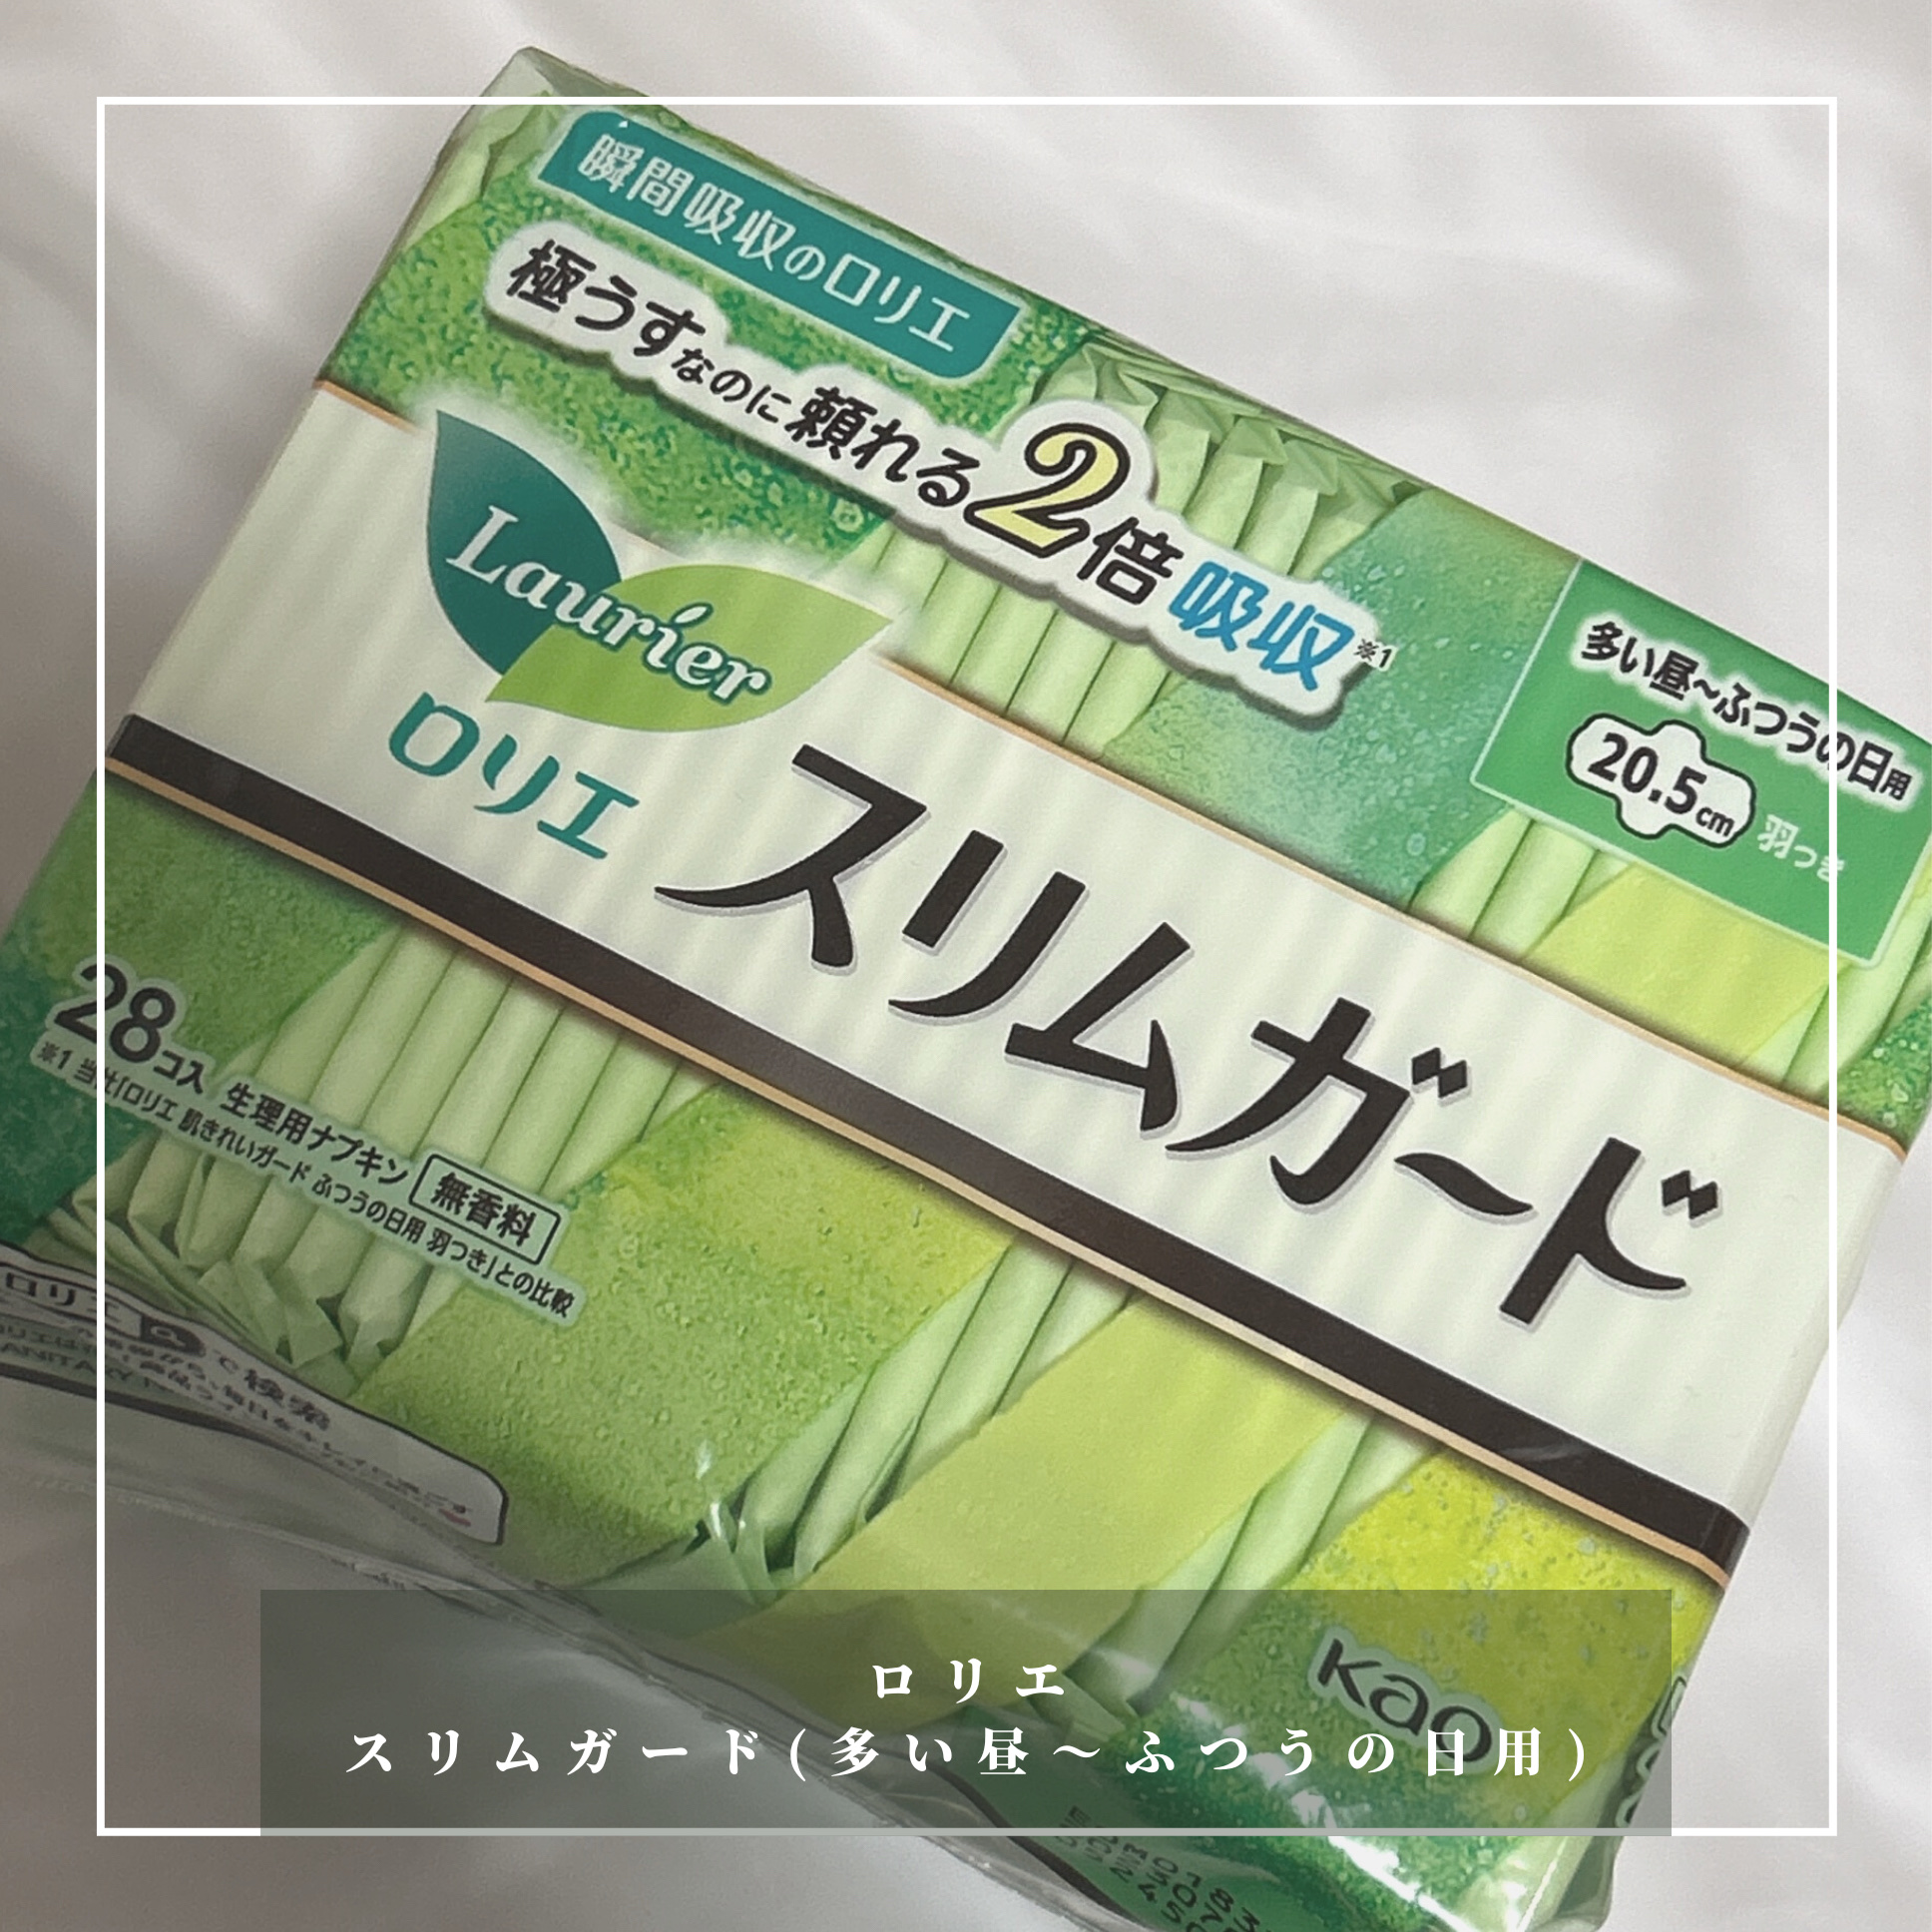 瞬間吸収のロリエ
極うすなのに頼れる2倍吸収※1
多い昼～ふつうの日用
20.5cm 羽つき
Laurier
ロリエ スリムガード
28コ入 生理用ナプキン 無香料
※1 当社「ロリエ 肌きれいガード ふつうの日用 羽つき」との比較
ロリエ
検索
kao
ロリエ
スリムガード(多い昼～ふつうの日用)